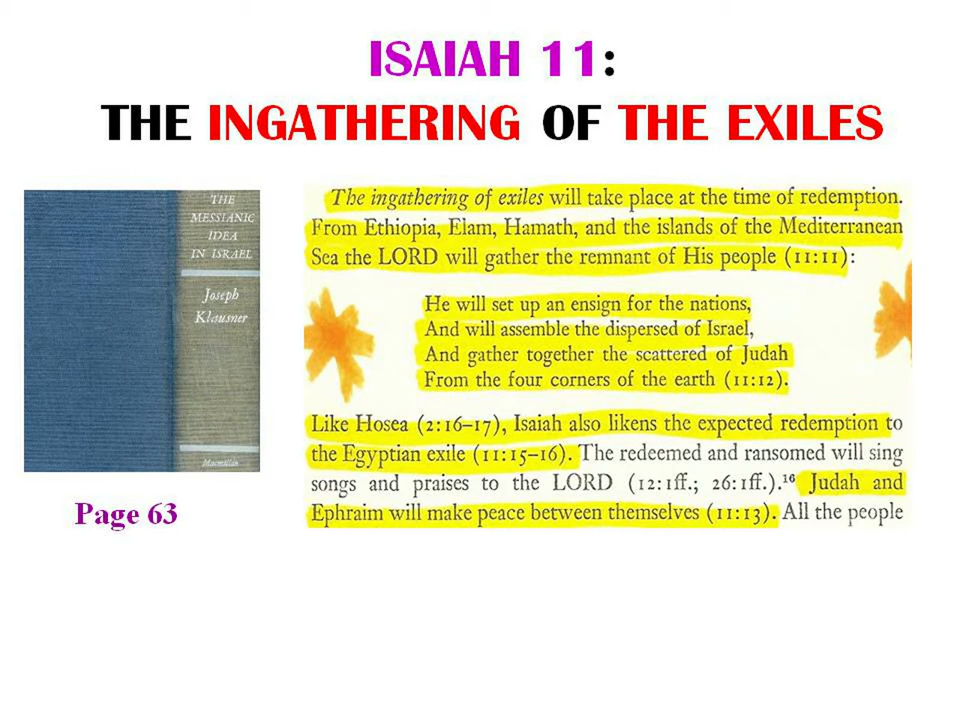 ISAIAH 11:
THE INGATHERING OF THE EXILES
THE
MESSIANIC
IDEA
IN ISRAEL
Joseph
Klausner
Macmillan
Page 63
The ingathering of exiles will take place at the time of redemption.
From Ethiopia, Elam, Hamath, and the islands of the Mediterranean
Sea the LORD will gather the remnant of His people (11:11):
He will set up an ensign for the nations,
And will assemble the dispersed of Israel,
And gather together the scattered of Judah
From the four corners of the earth (11:12).
Like Hosea (2:16–17), Isaiah also likens the expected redemption to
the Egyptian exile (11:15–16). The redeemed and ransomed will sing
songs and praises to the LORD (12:1ff.; 26:1ff.).¹⁶ Judah and
Ephraim will make peace between themselves (11:13). All the people